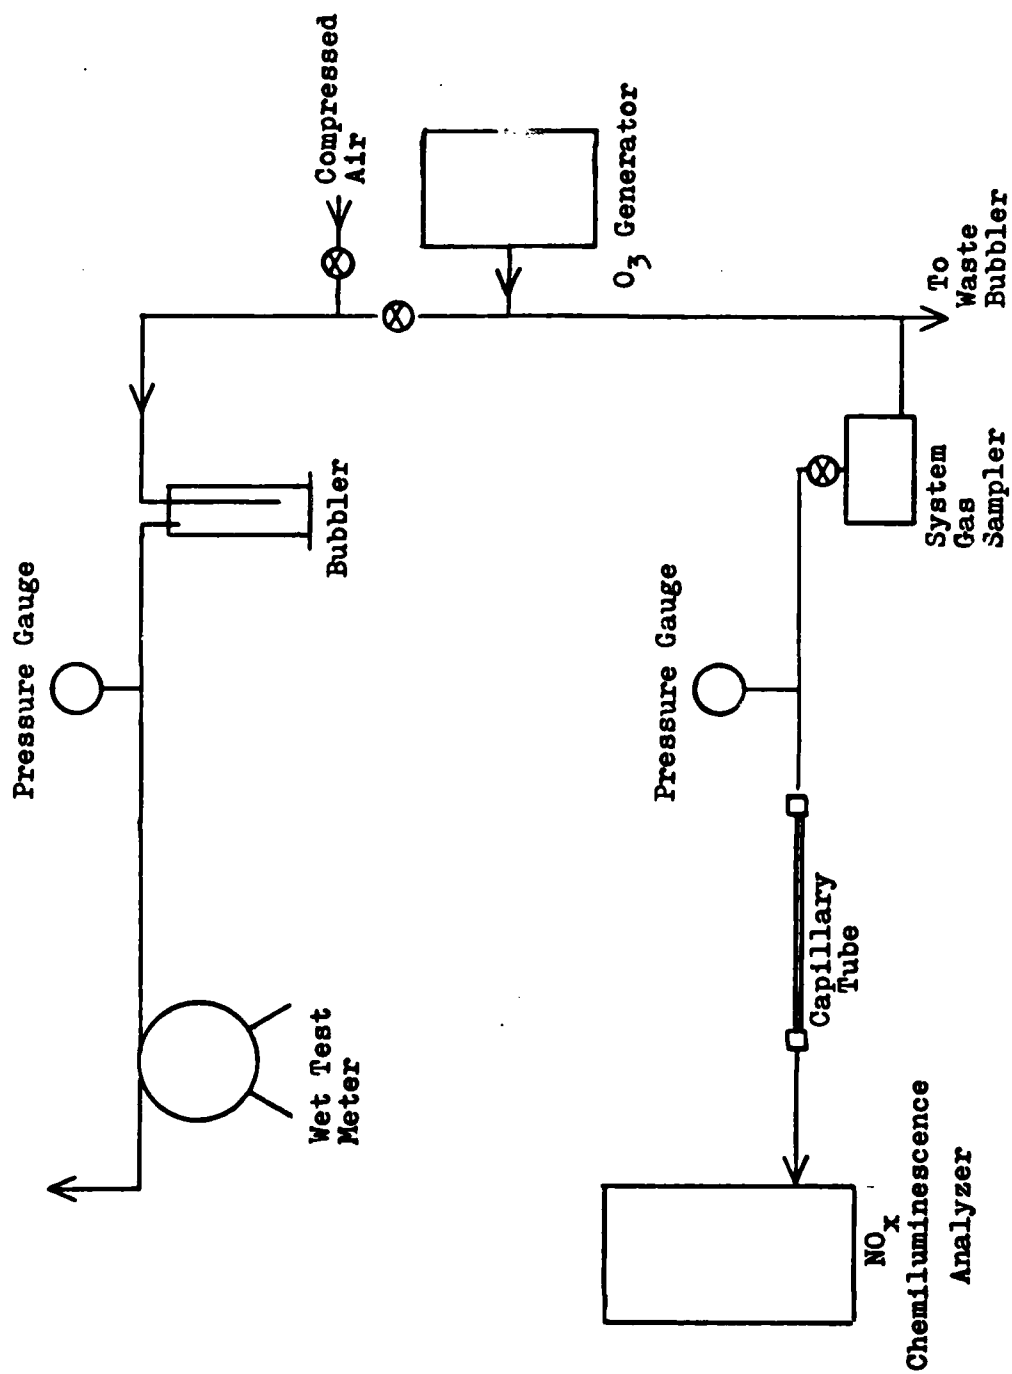 Pressure Gauge
Wet Test
Meter
Bubbler
Compressed
Air
O₃ Generator
Pressure Gauge
Capillary
Tube
NOₓ
Chemiluminescence
Analyzer
System
Gas
Sampler
To
Waste
Bubbler